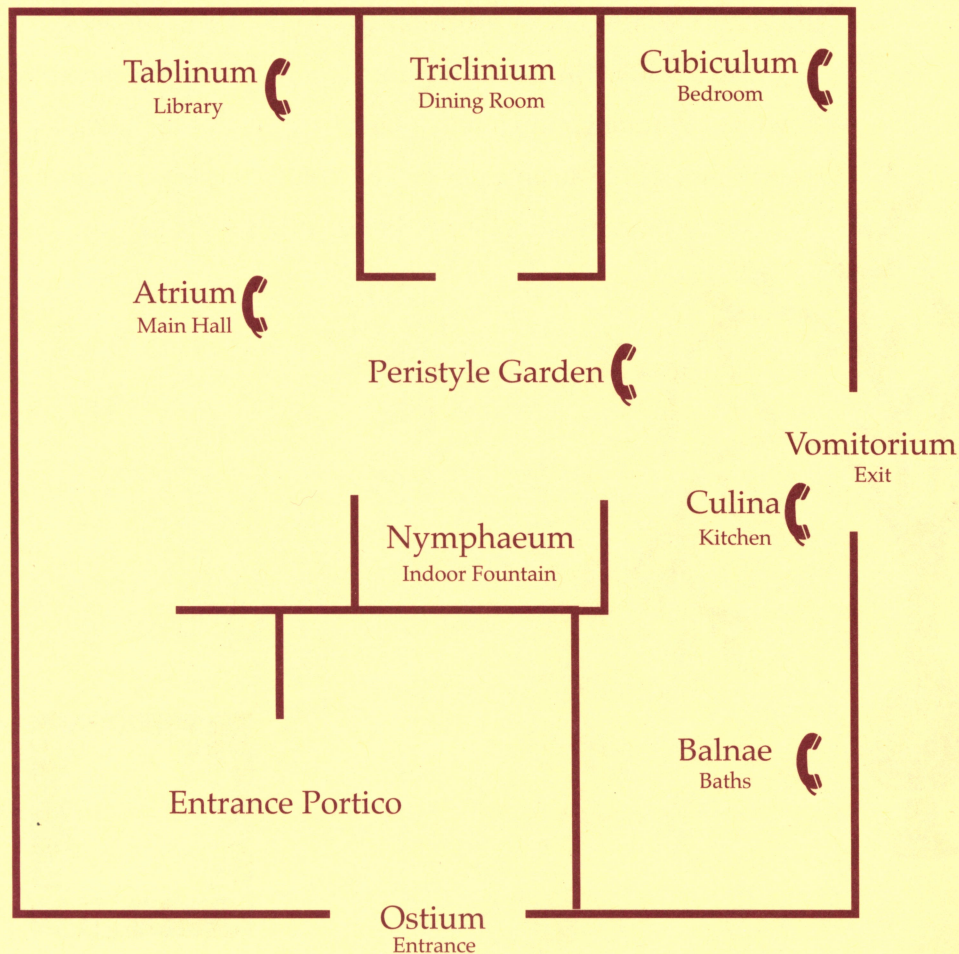 Tablinum
Library
Triclinium
Dining Room
Cubiculum
Bedroom
Atrium
Main Hall
Peristyle Garden
Vomitorium
Exit
Culina
Kitchen
Nymphaeum
Indoor Fountain
Balnae
Baths
Entrance Portico
Ostium
Entrance